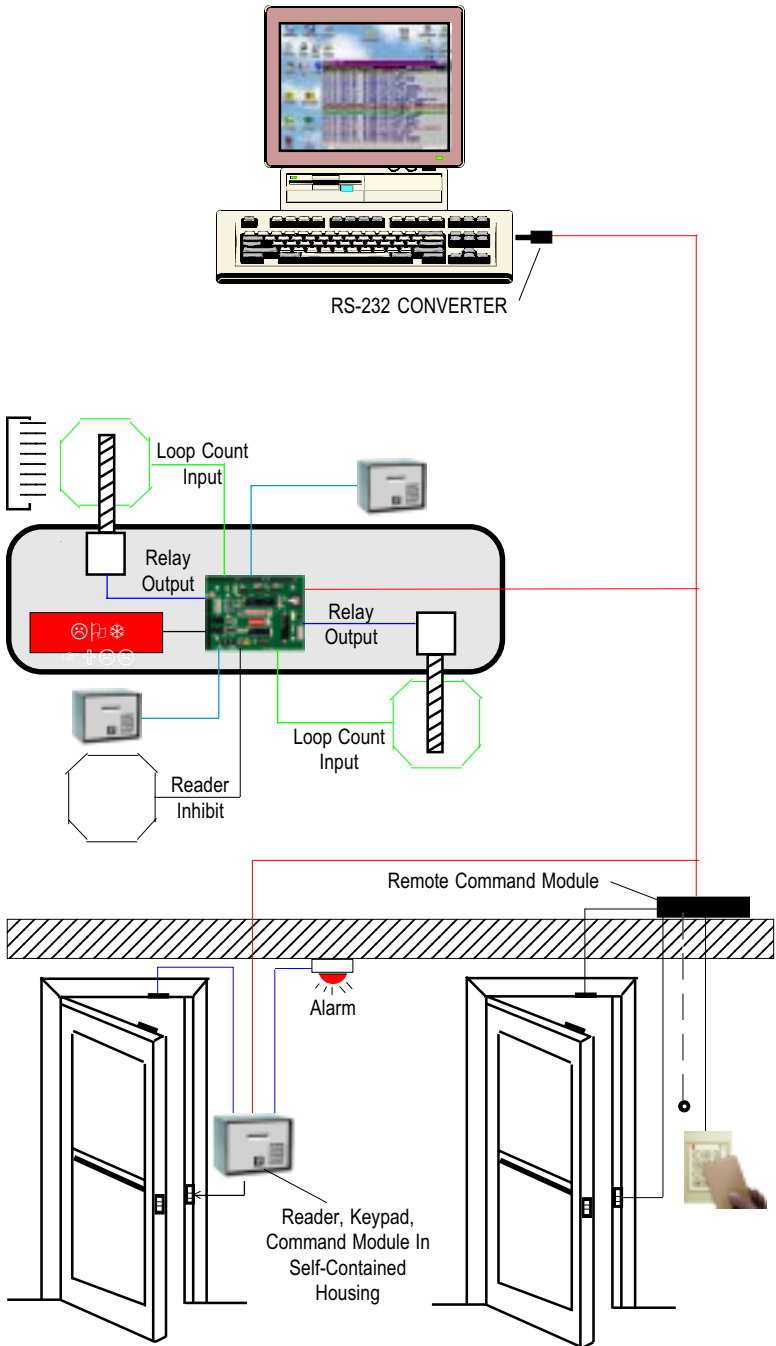 RS-232 CONVERTER
Loop Count
Input
Relay
Output
Relay
Output
Loop Count
Input
Reader
Inhibit
Remote Command Module
Alarm
Reader, Keypad,
Command Module In
Self-Contained
Housing